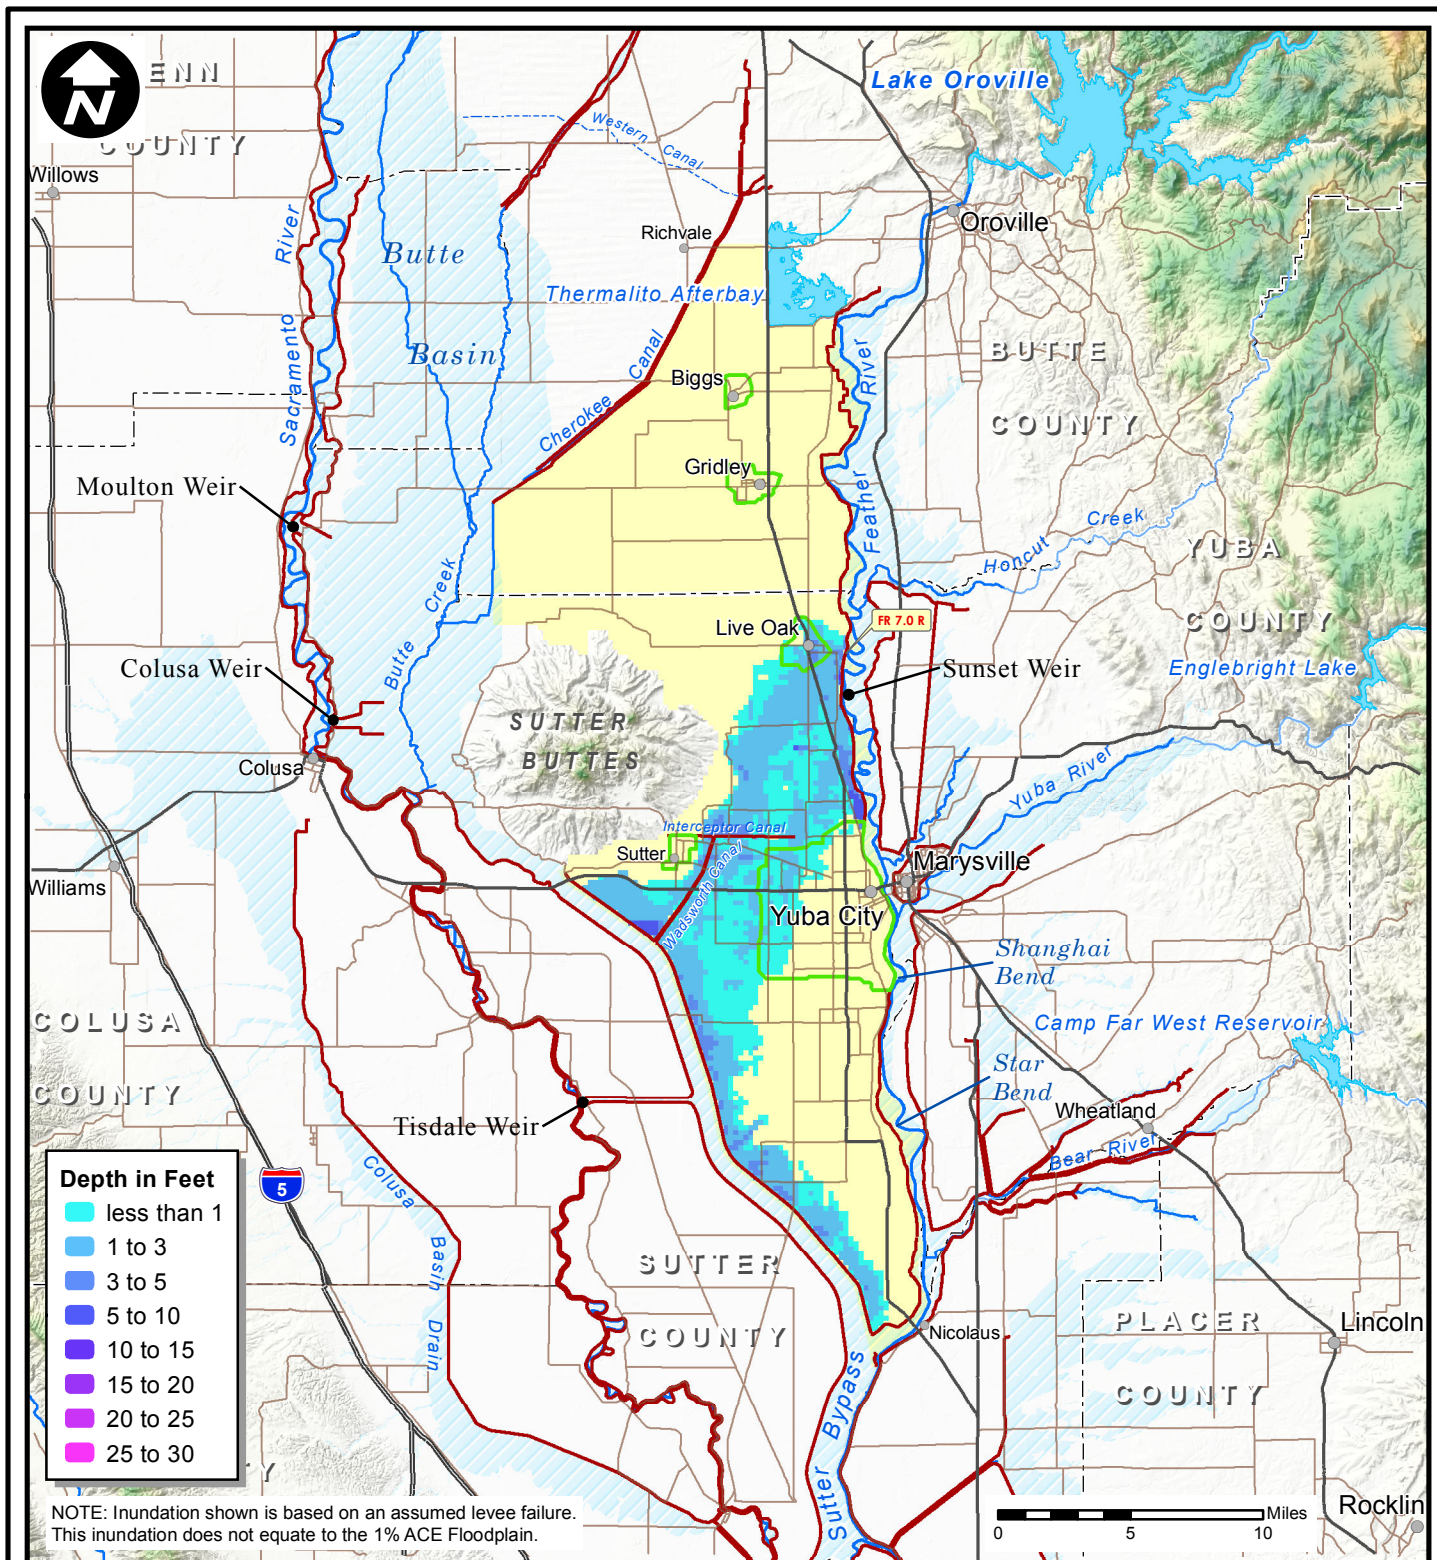 N
ENN
COUNTY
Willows
Sacramento River
Butte
Basin
Western Canal
Lake Oroville
Oroville
Richvale
Thermalito Afterbay
Cherokee Canal
Biggs
Gridley
Feather River
BUTTE
COUNTY
Honcut Creek
YUBA
COUNTY
Moulton Weir
Butte Creek
Live Oak
FR 7.0 R
Sunset Weir
Englebright Lake
Colusa Weir
SUTTER
BUTTES
Colusa
Yuba River
Interceptor Canal
Sutter
Wadsworth Canal
Marysville
Williams
Yuba City
Shanghai
Bend
COLUSA
COUNTY
Camp Far West Reservoir
Star
Bend
Wheatland
Tisdale Weir
Bear River
Colusa Basin Drain
5
SUTTER
COUNTY
Nicolaus
PLACER
COUNTY
Lincoln
Sutter Bypass
Rocklin
Depth in Feet
less than 1
1 to 3
3 to 5
5 to 10
10 to 15
15 to 20
20 to 25
25 to 30
Y
NOTE: Inundation shown is based on an assumed levee failure.
This inundation does not equate to the 1% ACE Floodplain.
Miles
0 5 10